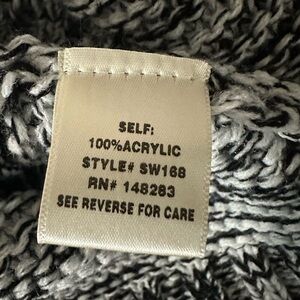 SELF:
100%ACRYLIC
STYLE# SW168
RN# 148283
SEE REVERSE FOR CARE